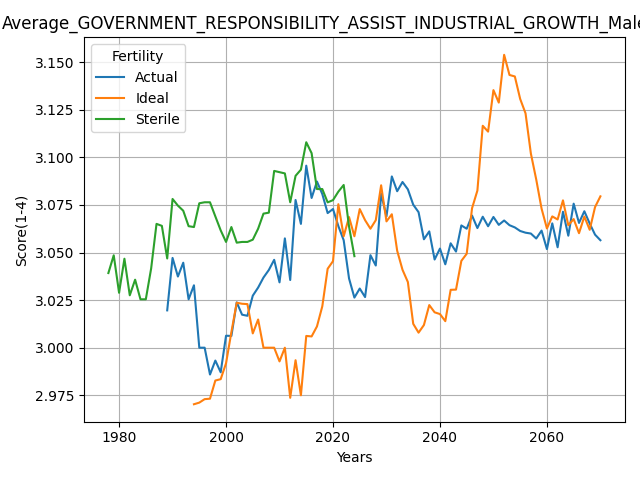 Average_GOVERNMENT_RESPONSIBILITY_ASSIST_INDUSTRIAL_GROWTH_Male
Fertility
Actual
Ideal
Sterile
3.150
3.125
3.100
3.075
3.050
3.025
3.000
2.975
Score(1-4)
1980 2000 2020 2040 2060
Years